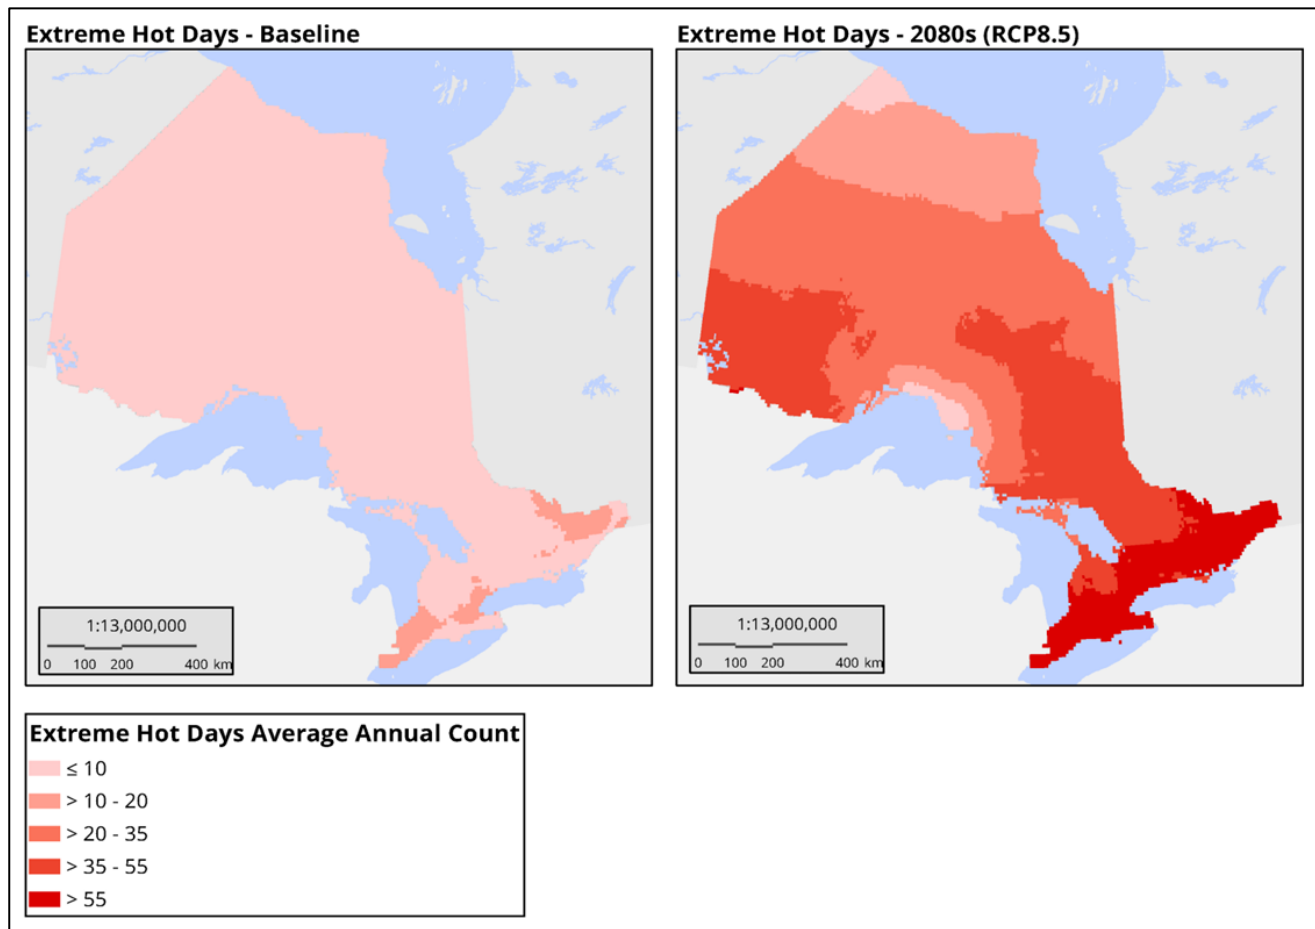 Extreme Hot Days - Baseline
Extreme Hot Days - 2080s (RCP8.5)
1:13,000,000
0 100 200 400 km
1:13,000,000
0 100 200 400 km
Extreme Hot Days Average Annual Count
≤ 10
> 10 - 20
> 20 - 35
> 35 - 55
> 55